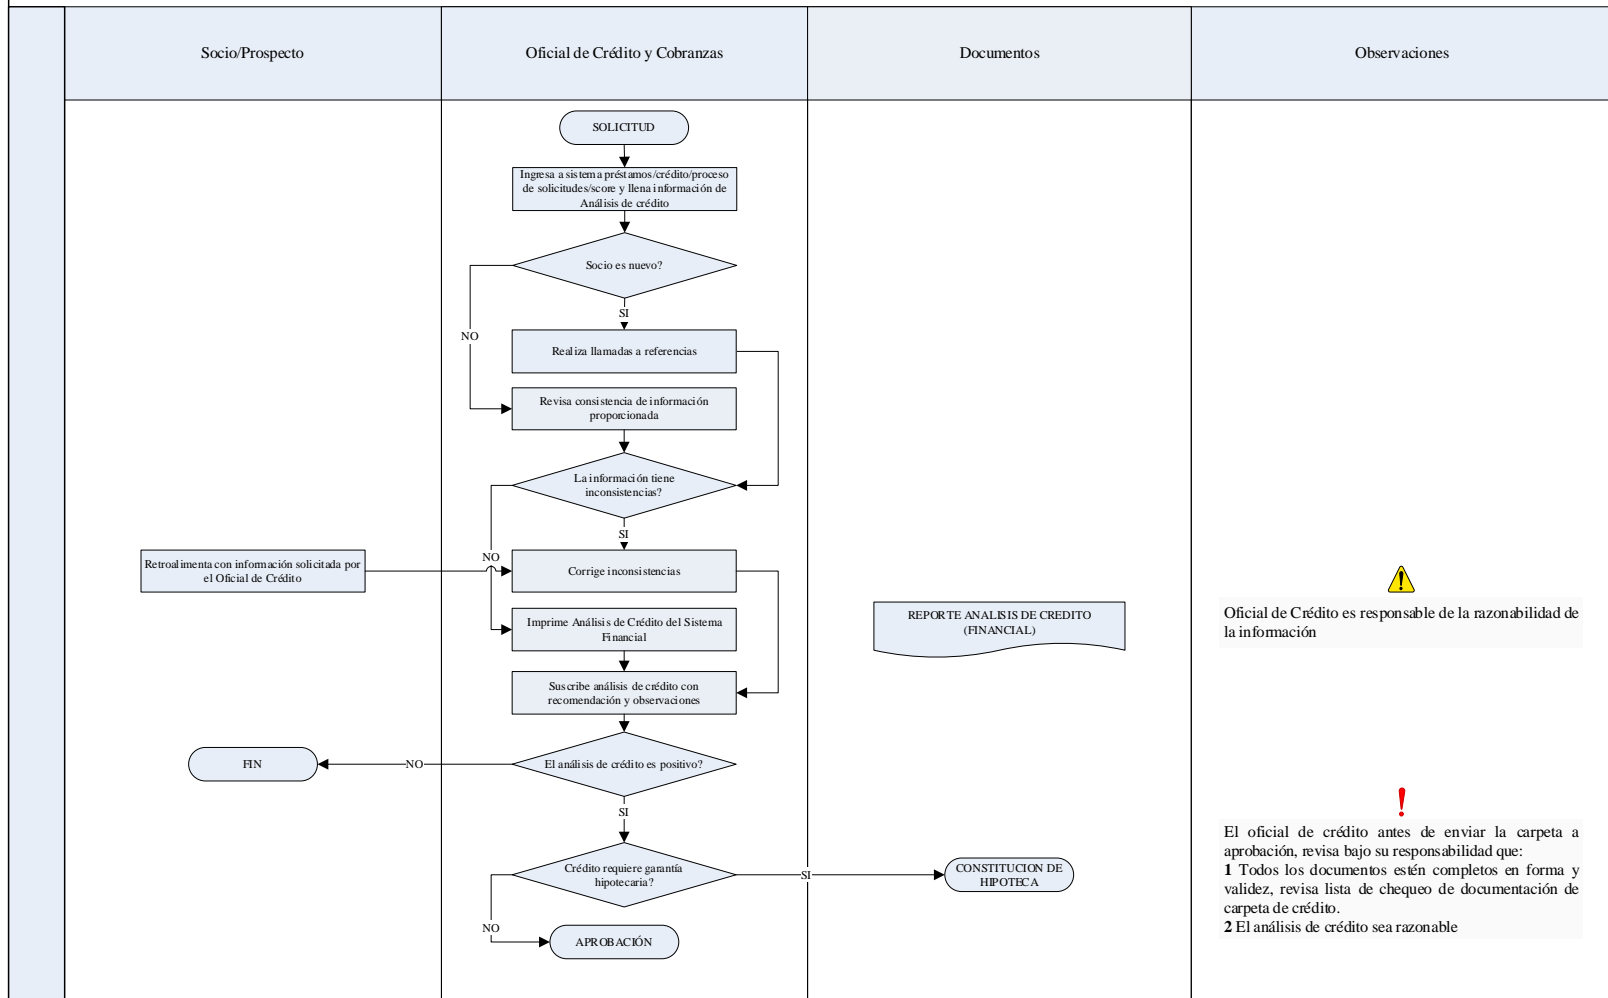 Socio/Prospecto
Oficial de Crédito y Cobranzas
Documentos
Observaciones
SOLICITUD
Ingresa a sistema préstamos/crédito/proceso
de solicitudes/score y llena información de
Análisis de crédito
Socio es nuevo?
SI
NO
Realiza llamadas a referencias
Revisa consistencia de información
proporcionada
La información tiene
inconsistencias?
SI
NO
Retroalimenta con información solicitada por
el Oficial de Crédito
Corrige inconsistencias
Imprime Análisis de Crédito del Sistema
Financial
REPORTE ANALISIS DE CREDITO
(FINANCIAL)
Oficial de Crédito es responsable de la razonabilidad de
la información
Suscribe análisis de crédito con
recomendación y observaciones
El análisis de crédito es positivo?
NO
FIN
SI
Crédito requiere garantía
hipotecaria?
SI
CONSTITUCION DE
HIPOTECA
NO
APROBACIÓN
El oficial de crédito antes de enviar la carpeta a
aprobación, revisa bajo su responsabilidad que:
1 Todos los documentos estén completos en forma y
validez, revisa lista de chequeo de documentación de
carpeta de crédito.
2 El análisis de crédito sea razonable